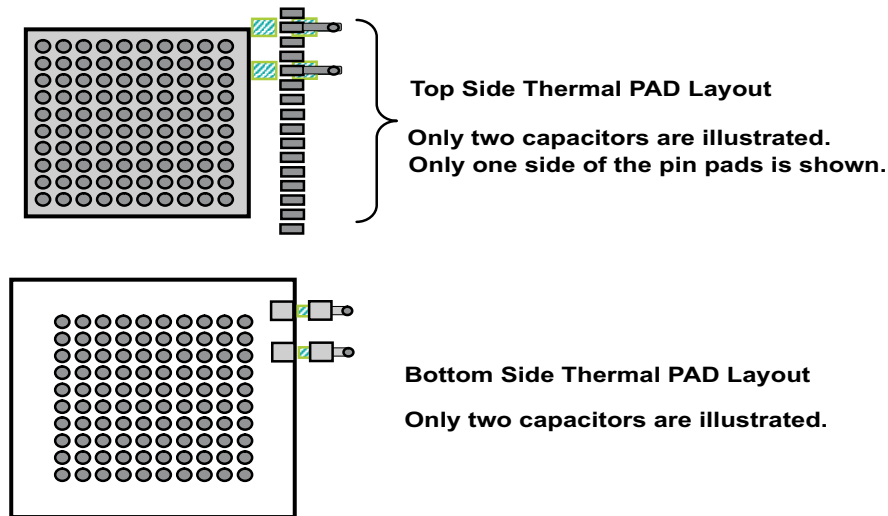 Top Side Thermal PAD Layout
Only two capacitors are illustrated.
Only one side of the pin pads is shown.
Bottom Side Thermal PAD Layout
Only two capacitors are illustrated.